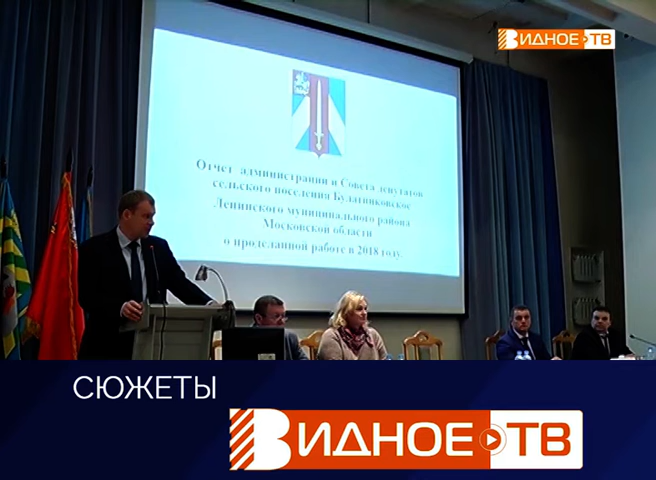 ВИДНОЕ ТВ
Отчет администрации и Совета депутатов
сельского поселения Булатниковское
Ленинского муниципального района
Московской области
о проделанной работе в 2018 году.
СЮЖЕТЫ
ВИДНОЕ ТВ